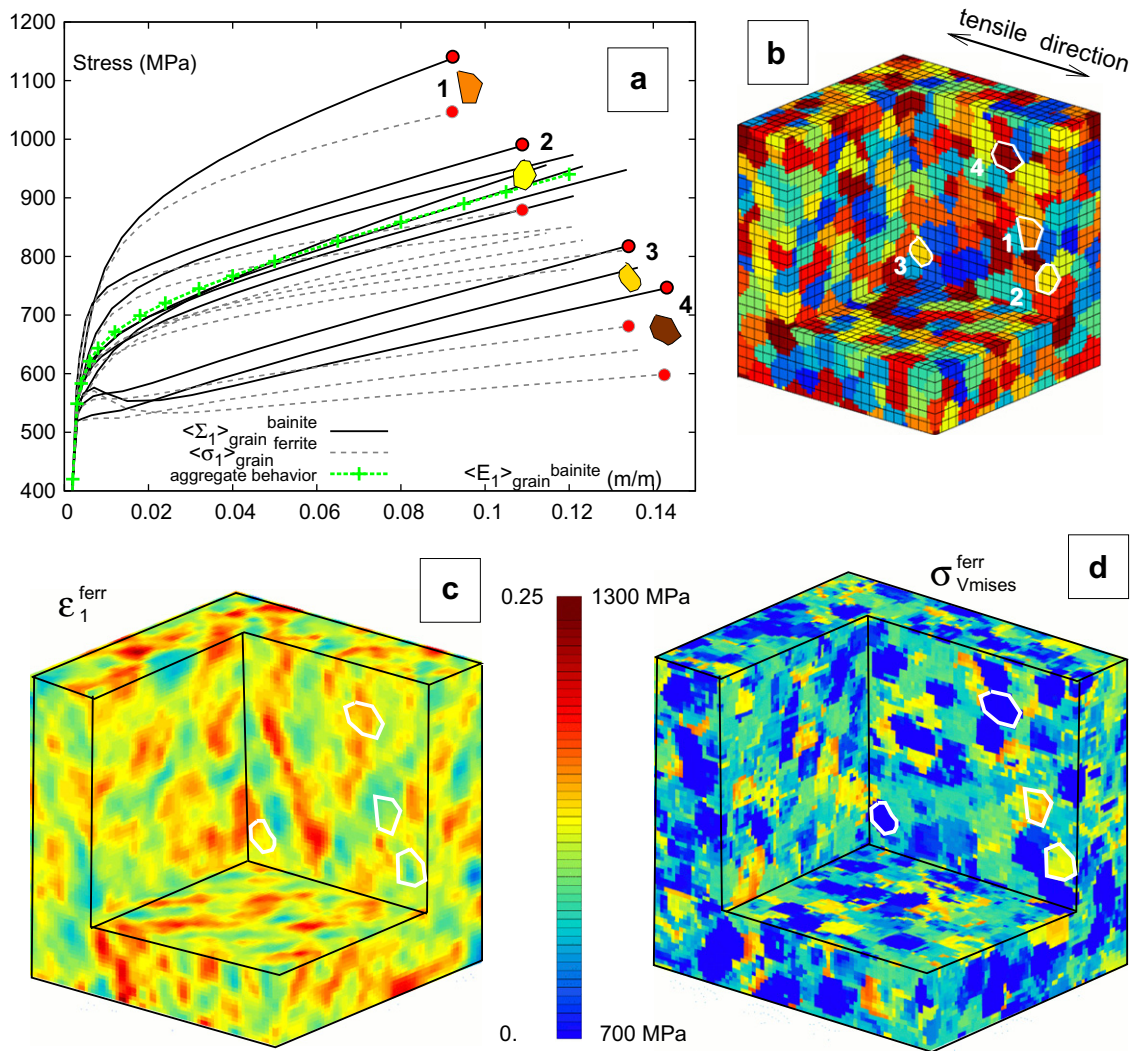 1200
1100
1000
900
800
700
600
500
400
Stress (MPa)
a
1
2
3
4
<Σ1>grain bainite
<σ1>grain ferrite
aggregate behavior
<E1>grain bainite (m/m)
0
0.02
0.04
0.06
0.08
0.1
0.12
0.14
b
tensile direction
4
1
3
2
ε1 ferr
c
0.25
1300 MPa
0.
700 MPa
σVmises ferr
d